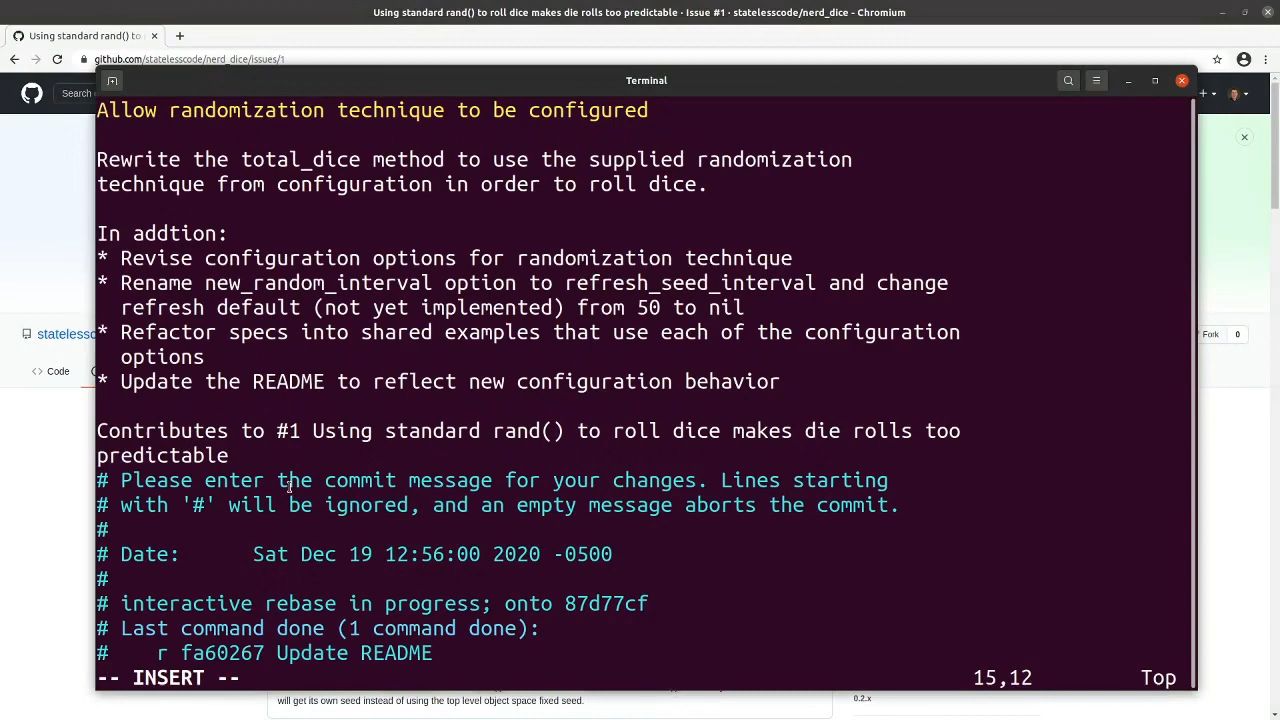 Using standard rand() to roll dice makes die rolls too predictable · Issue #1 · statelesscode/nerd_dice - Chromium
Using standard rand() to
github.com/statelesscode/nerd_dice/issues/1
Search
Terminal
Allow randomization technique to be configured
Rewrite the total_dice method to use the supplied randomization
technique from configuration in order to roll dice.
In addtion:
* Revise configuration options for randomization technique
* Rename new_random_interval option to refresh_seed_interval and change
refresh default (not yet implemented) from 50 to nil
* Refactor specs into shared examples that use each of the configuration
options
* Update the README to reflect new configuration behavior
Contributes to #1 Using standard rand() to roll dice makes die rolls too
predictable
# Please enter the commit message for your changes. Lines starting
# with '#' will be ignored, and an empty message aborts the commit.
#
# Date:      Sat Dec 19 12:56:00 2020 -0500
#
# interactive rebase in progress; onto 87d77cf
# Last command done (1 command done):
#    r fa60267 Update README
-- INSERT --
15,12
Top
statelessc
Fork
0
<> Code
will get its own seed instead of using the top level object space fixed seed.
0.2.x